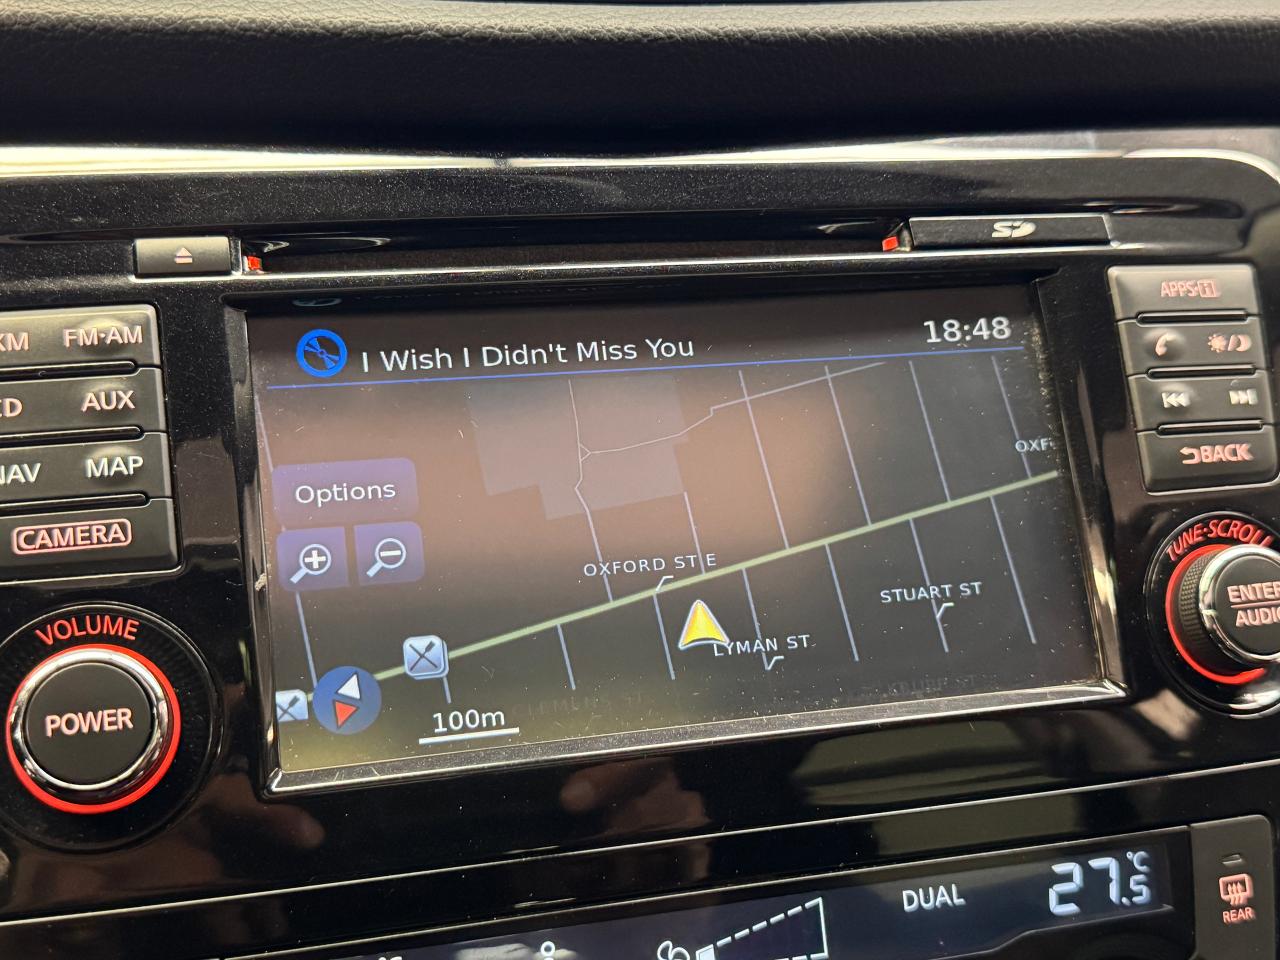 SD
APPS·i
XM FM·AM
CD AUX
NAV MAP
CAMERA
VOLUME
POWER
I Wish I Didn't Miss You
18:48
Options
OXFORD ST E
OXF
STUART ST
LYMAN ST
100m
BACK
TUNE·SCROLL
ENTER
AUDIO
DUAL
27.5°C
REAR